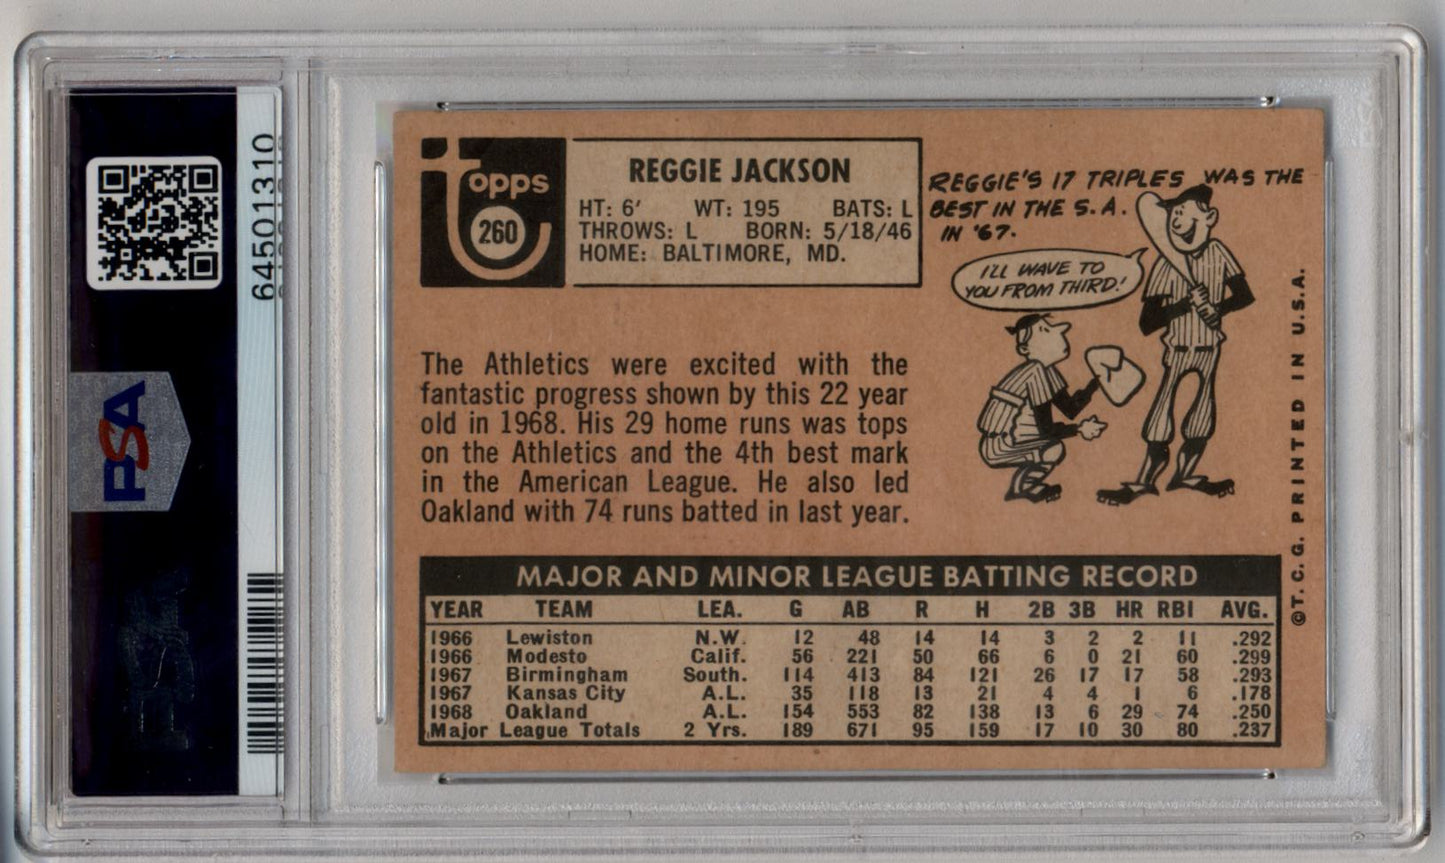 64501310
PSA
topps
260
REGGIE JACKSON
HT: 6' WT: 195 BATS: L
THROWS: L BORN: 5/18/46
HOME: BALTIMORE, MD.
REGGIE'S 17 TRIPLES WAS THE
BEST IN THE S.A.
IN '67.
I'LL WAVE TO
YOU FROM THIRD!
The Athletics were excited with the
fantastic progress shown by this 22 year
old in 1968. His 29 home runs was tops
on the Athletics and the 4th best mark
in the American League. He also led
Oakland with 74 runs batted in last year.
MAJOR AND MINOR LEAGUE BATTING RECORD
YEAR TEAM LEA. G AB R H 2B 3B HR RBI AVG.
1966 Lewiston N.W. 12 48 14 14 3 2 2 11 .292
1966 Modesto Calif. 56 221 50 66 6 0 21 60 .299
1967 Birmingham South. 114 413 84 121 26 17 17 58 .293
1967 Kansas City A.L. 35 118 13 21 4 4 1 6 .178
1968 Oakland A.L. 154 553 82 138 13 6 29 74 .250
Major League Totals 2 Yrs. 189 671 95 159 17 10 30 80 .237
©T. C. G. PRINTED IN U.S.A.